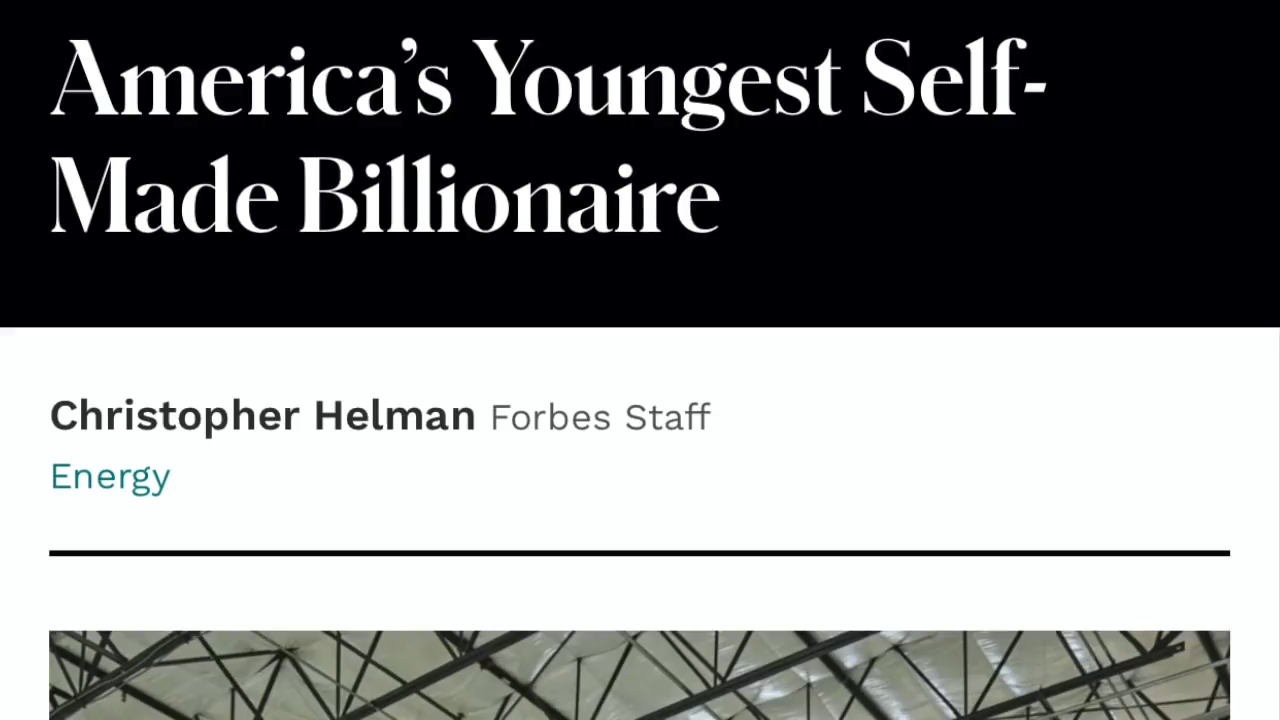 America’s Youngest Self-
Made Billionaire
Christopher Helman Forbes Staff
Energy